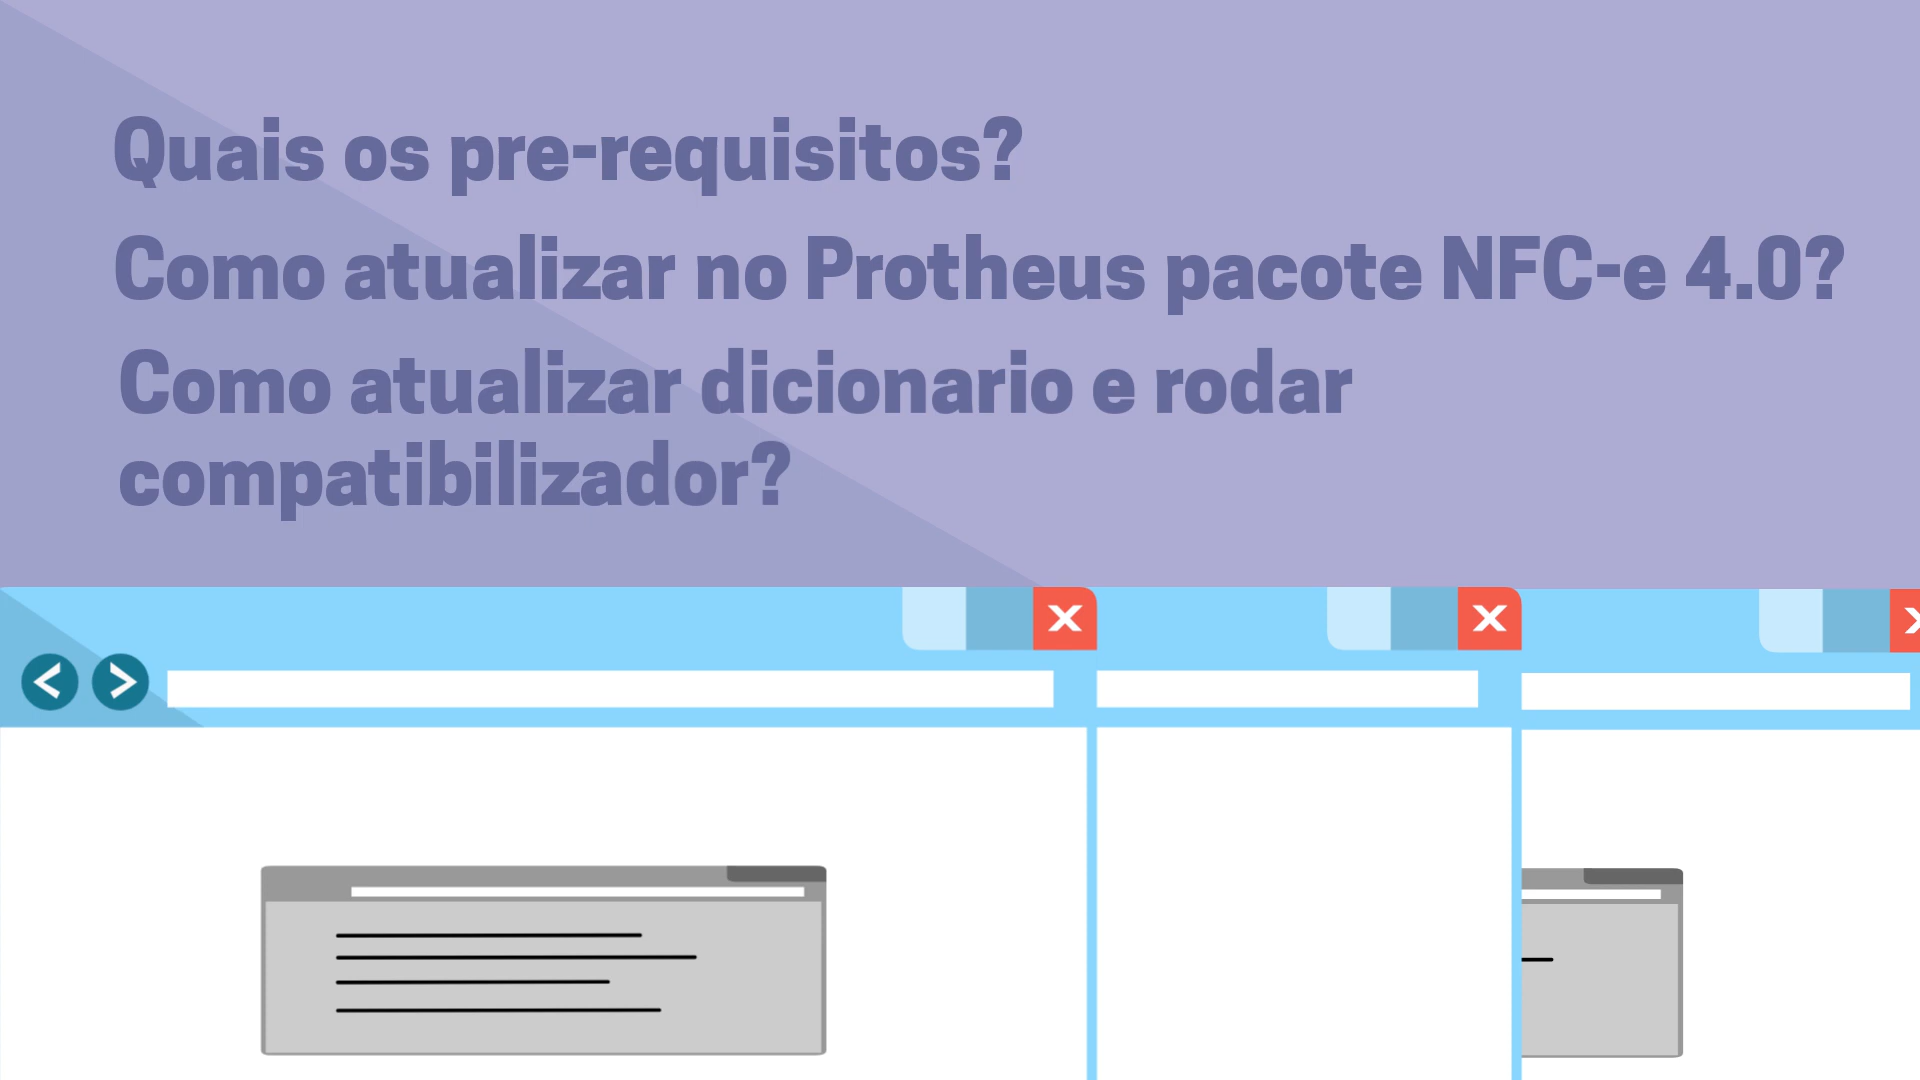 Quais os pre-requisitos?
Como atualizar no Protheus pacote NFC-e 4.0?
Como atualizar dicionario e rodar
compatibilizador?